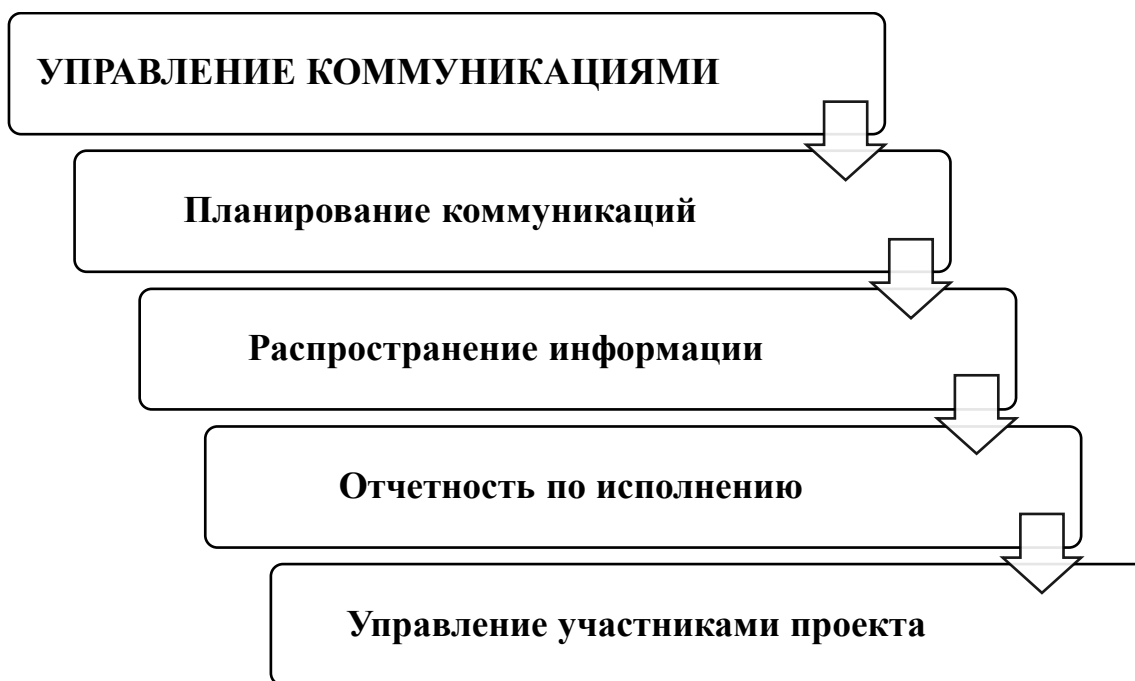 УПРАВЛЕНИЕ КОММУНИКАЦИЯМИ
Планирование коммуникаций
Распространение информации
Отчетность по исполнению
Управление участниками проекта